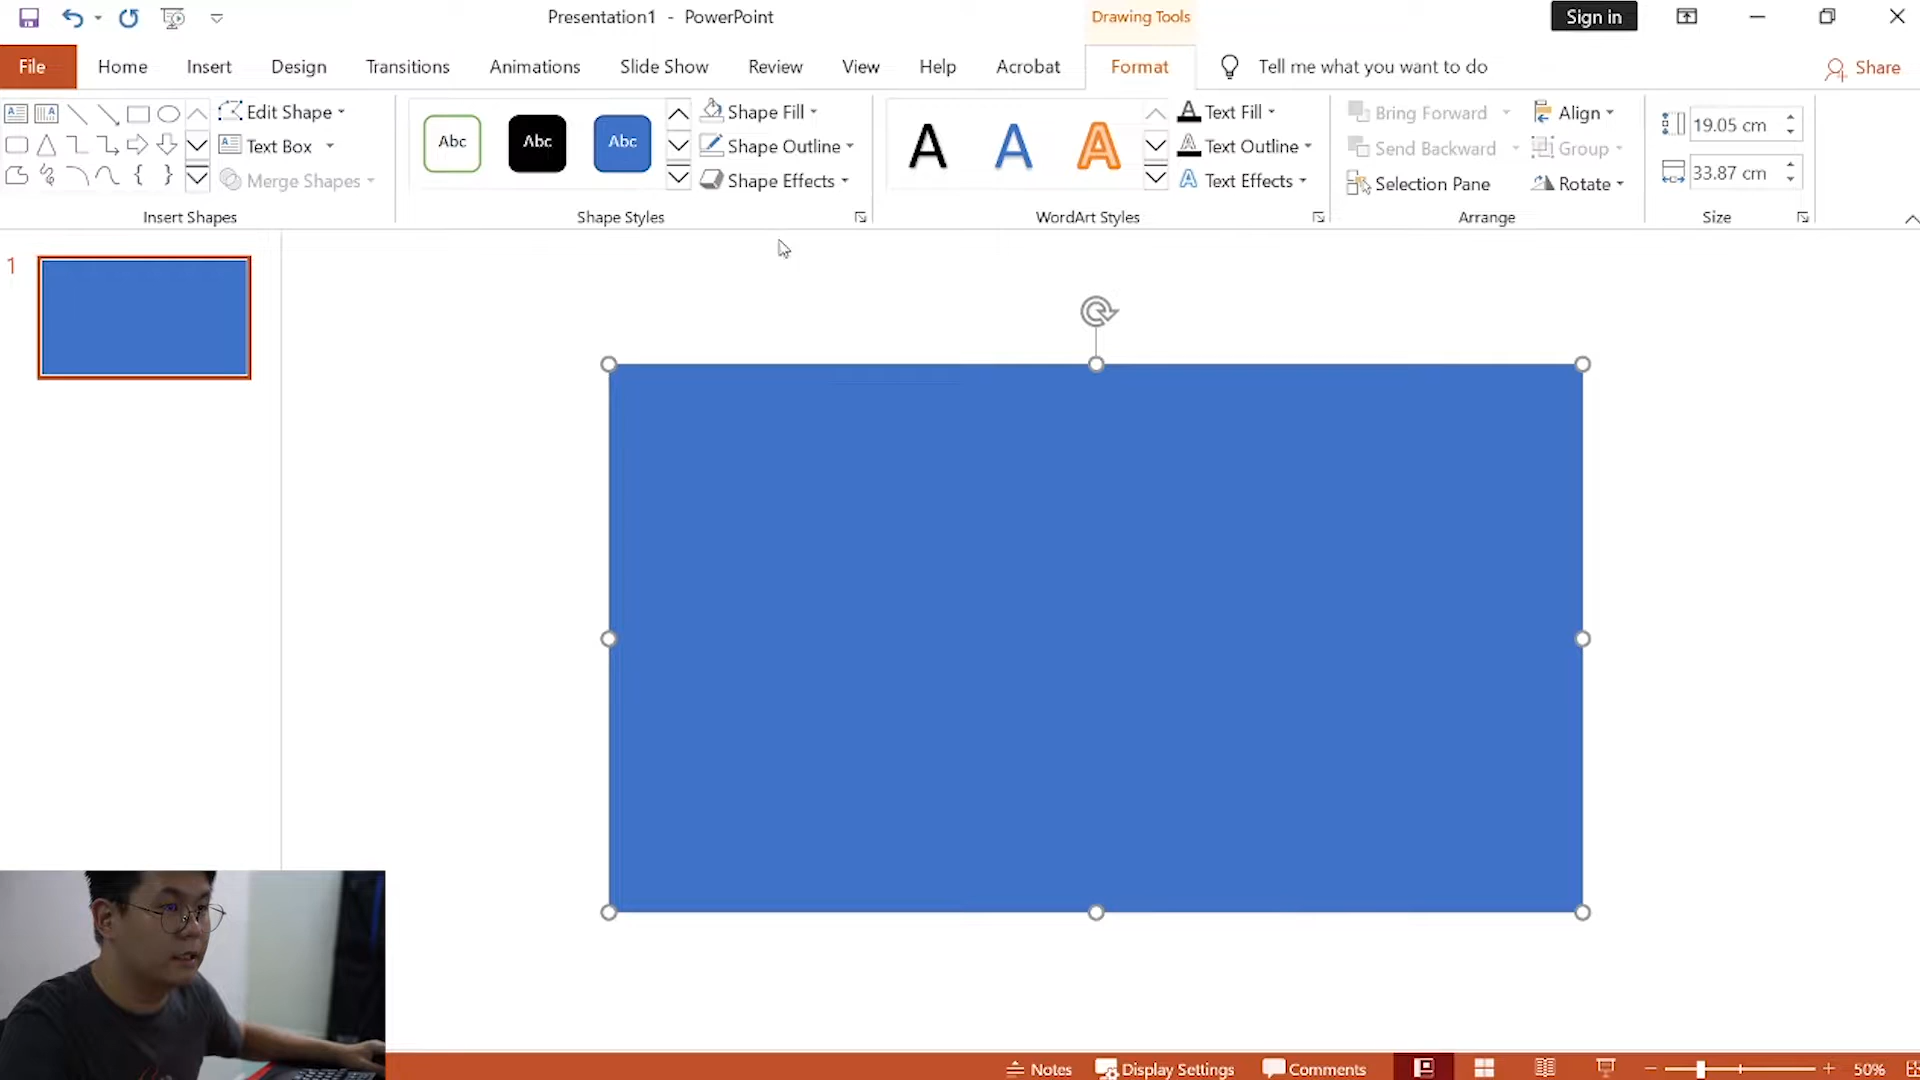 Presentation1 - PowerPoint
Drawing Tools
Sign in
File
Home
Insert
Design
Transitions
Animations
Slide Show
Review
View
Help
Acrobat
Format
Tell me what you want to do
Share
Edit Shape
Text Box
Merge Shapes
Insert Shapes
Abc
Abc
Abc
Shape Fill
Shape Outline
Shape Effects
Shape Styles
A
A
A
Text Fill
Text Outline
Text Effects
WordArt Styles
Bring Forward
Send Backward
Selection Pane
Align
Group
Rotate
Arrange
19.05 cm
33.87 cm
Size
1
Notes
Display Settings
Comments
50%